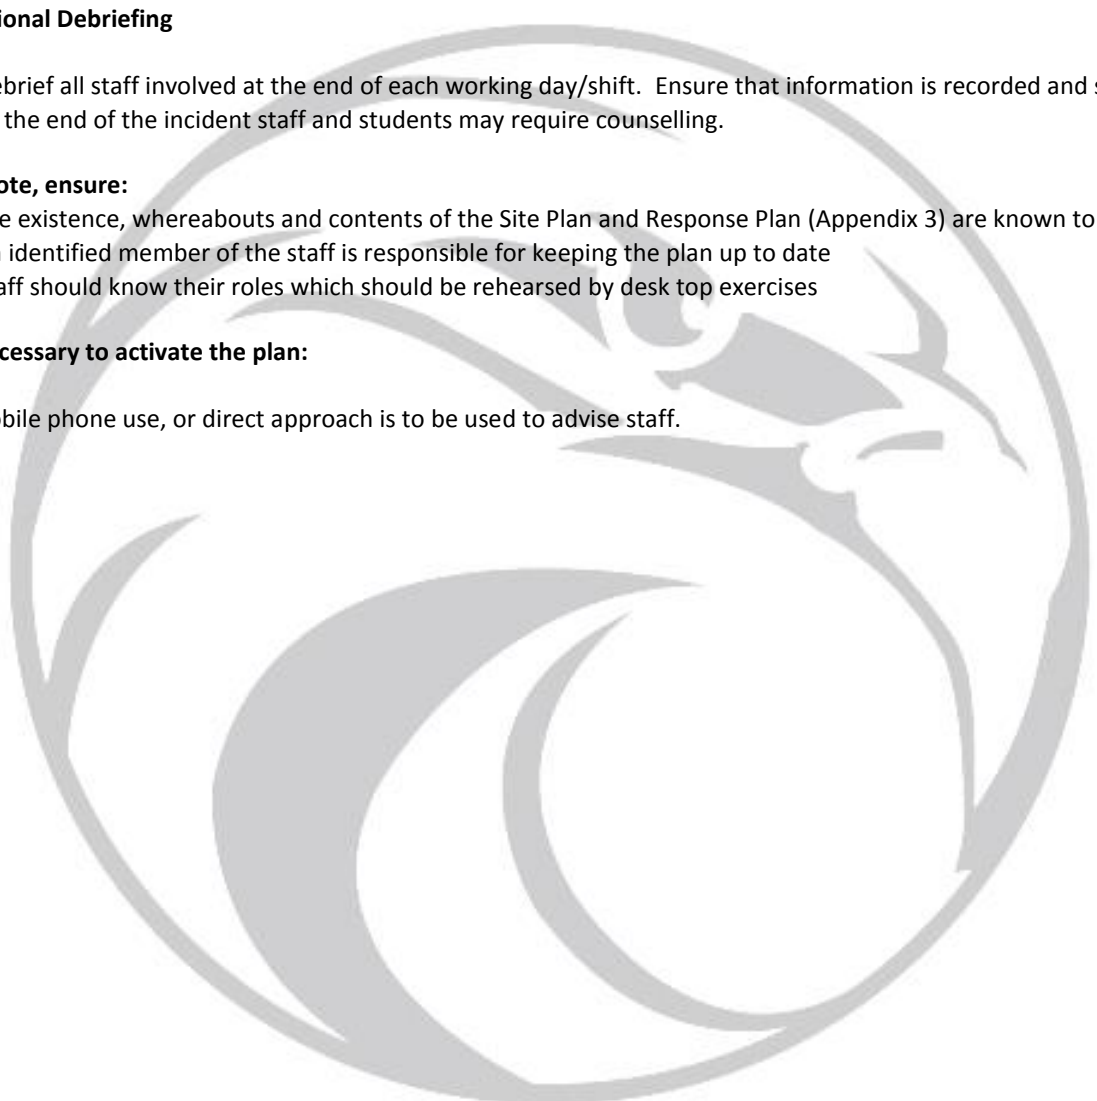 ional Debriefing
ebrief all staff involved at the end of each working day/shift.  Ensure that information is recorded and s
the end of the incident staff and students may require counselling.
ote, ensure:
e existence, whereabouts and contents of the Site Plan and Response Plan (Appendix 3) are known to
identified member of the staff is responsible for keeping the plan up to date
aff should know their roles which should be rehearsed by desk top exercises
cessary to activate the plan:
obile phone use, or direct approach is to be used to advise staff.